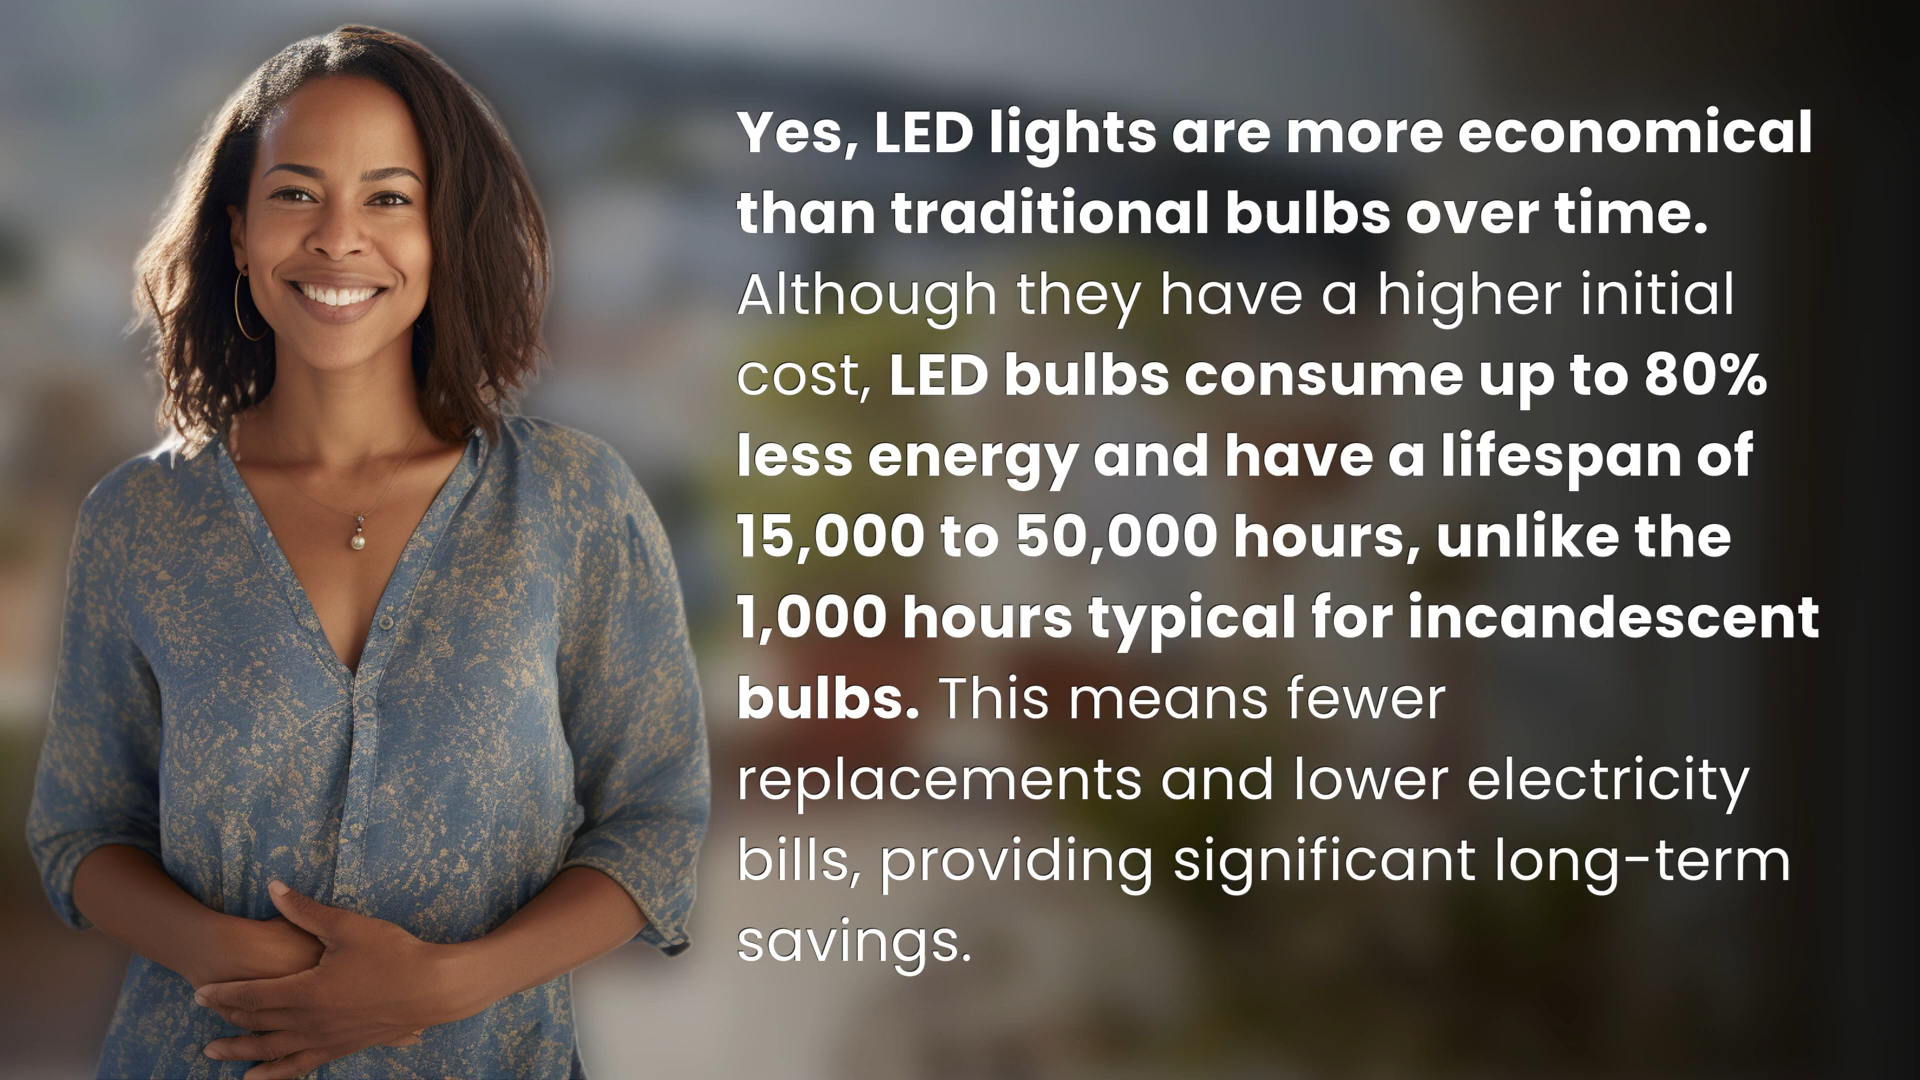 Yes, LED lights are more economical
than traditional bulbs over time.
Although they have a higher initial
cost, LED bulbs consume up to 80%
less energy and have a lifespan of
15,000 to 50,000 hours, unlike the
1,000 hours typical for incandescent
bulbs. This means fewer
replacements and lower electricity
bills, providing significant long-term
savings.